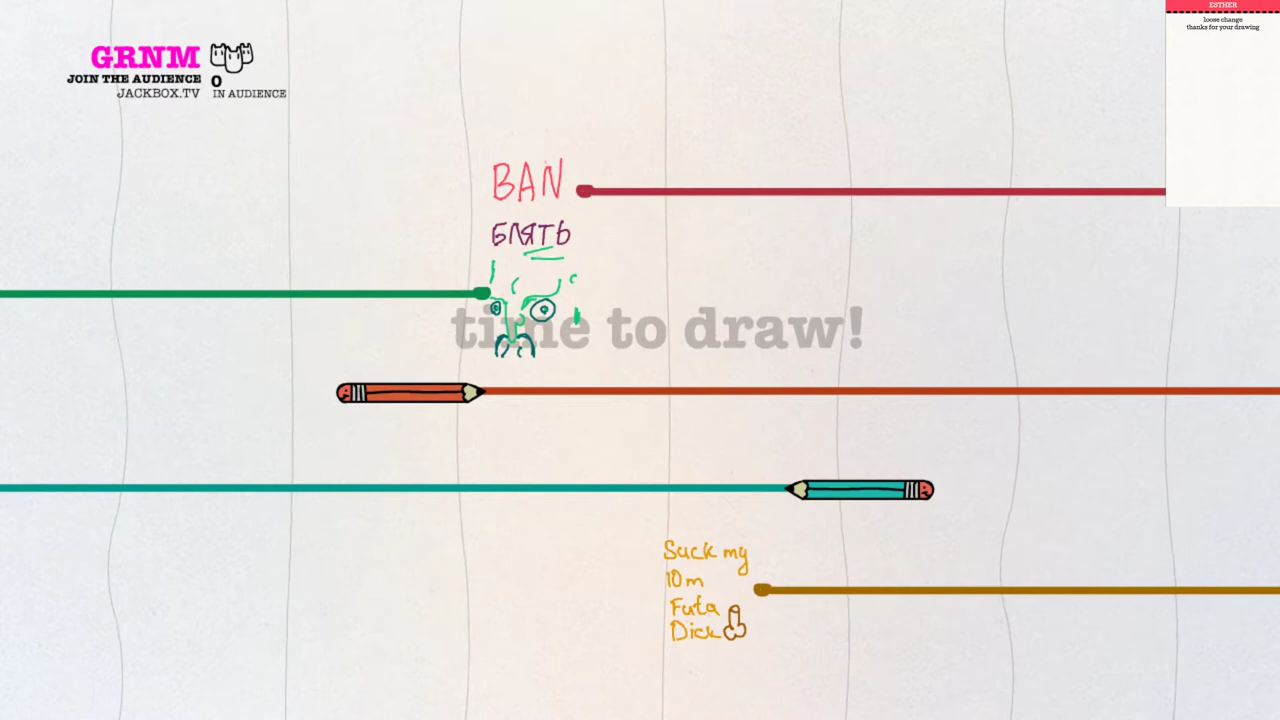 ESTHER
loose change
thanks for your drawing
GRNM
JOIN THE AUDIENCE
JACKBOX.TV
0
IN AUDIENCE
BAN
БЛЯТЬ
time to draw!
Suck my
10m
Futa
Dick